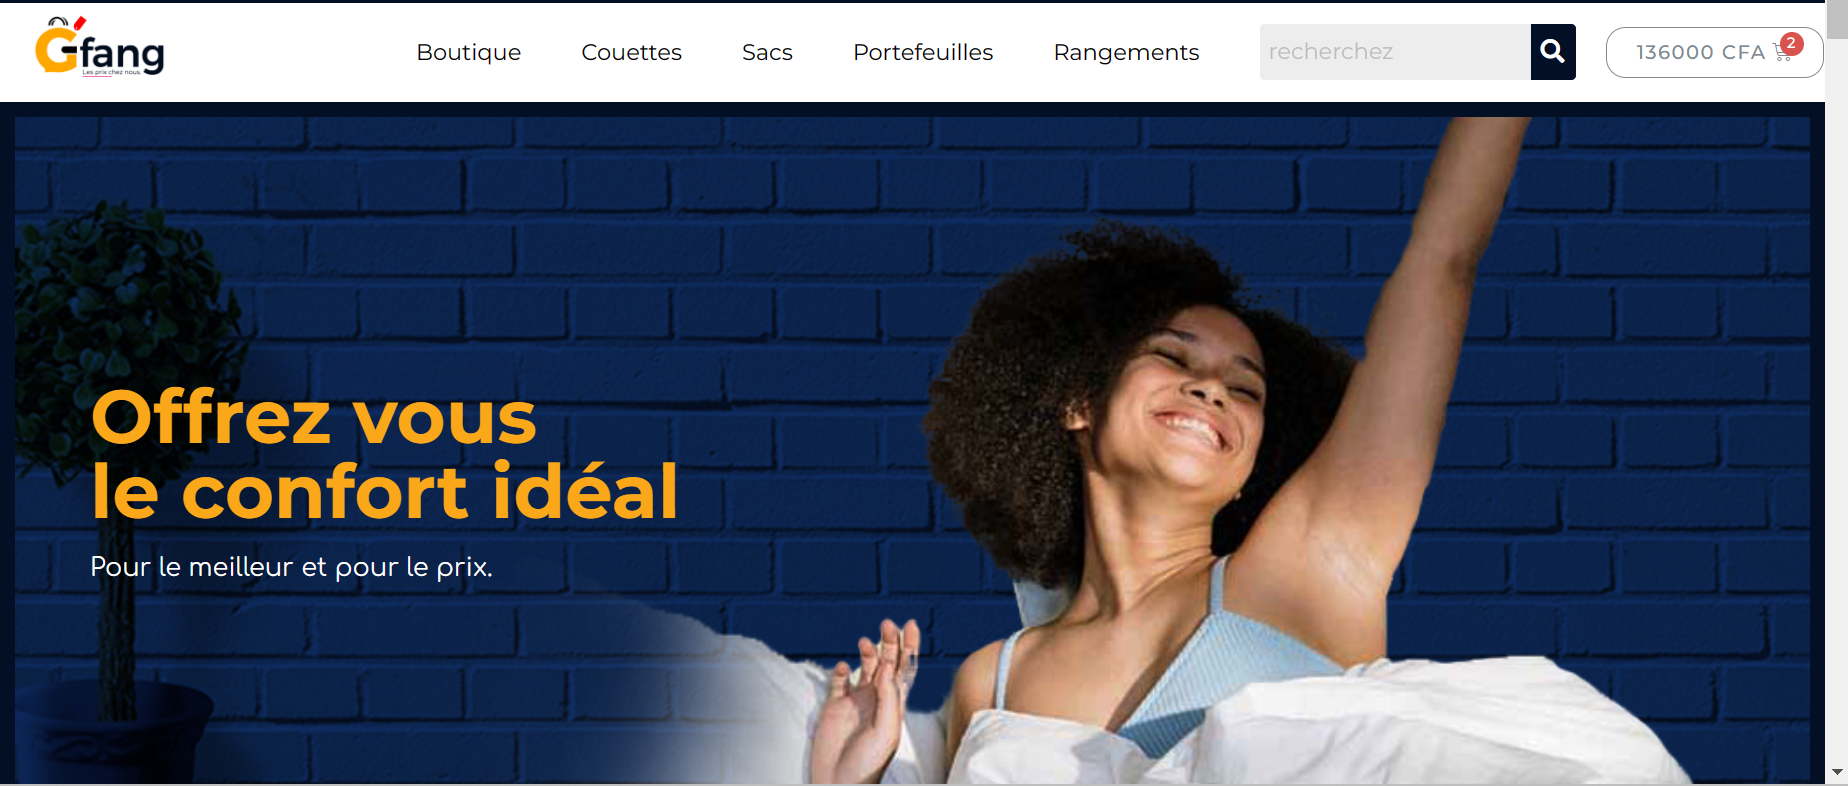 Gfang
Les prix chez nous.
Boutique
Couettes
Sacs
Portefeuilles
Rangements
recherchez
136000 CFA
2
Offrez vous
le confort idéal
Pour le meilleur et pour le prix.